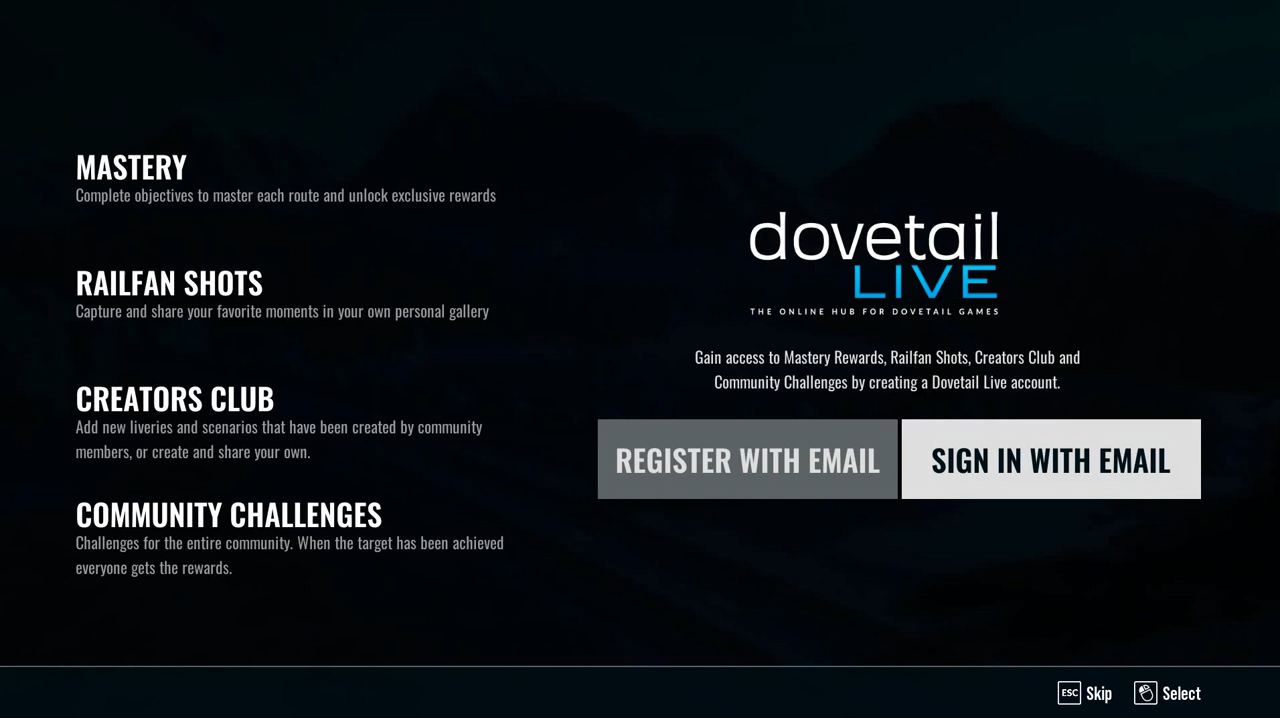 MASTERY
Complete objectives to master each route and unlock exclusive rewards
RAILFAN SHOTS
Capture and share your favorite moments in your own personal gallery
CREATORS CLUB
Add new liveries and scenarios that have been created by community
members, or create and share your own.
COMMUNITY CHALLENGES
Challenges for the entire community. When the target has been achieved
everyone gets the rewards.
dovetail
LIVE
THE ONLINE HUB FOR DOVETAIL GAMES
Gain access to Mastery Rewards, Railfan Shots, Creators Club and
Community Challenges by creating a Dovetail Live account.
REGISTER WITH EMAIL
SIGN IN WITH EMAIL
ESC Skip
Select